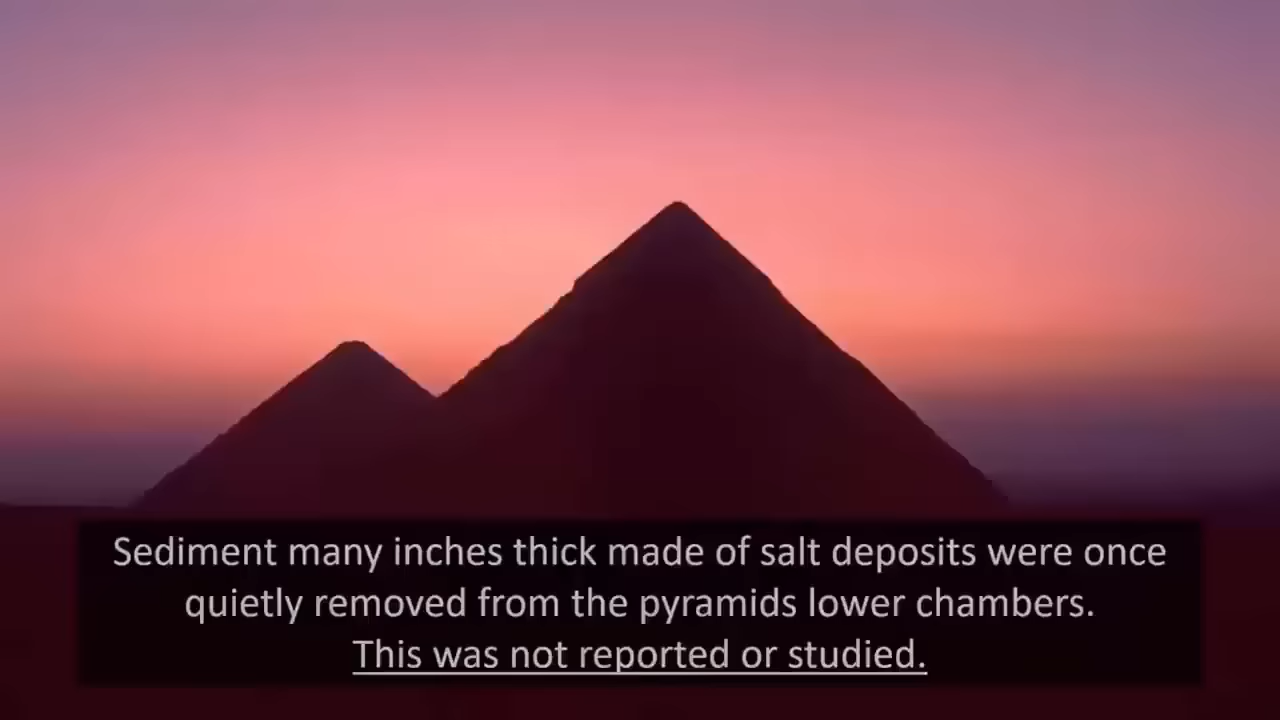 Sediment many inches thick made of salt deposits were once
quietly removed from the pyramids lower chambers.
This was not reported or studied.